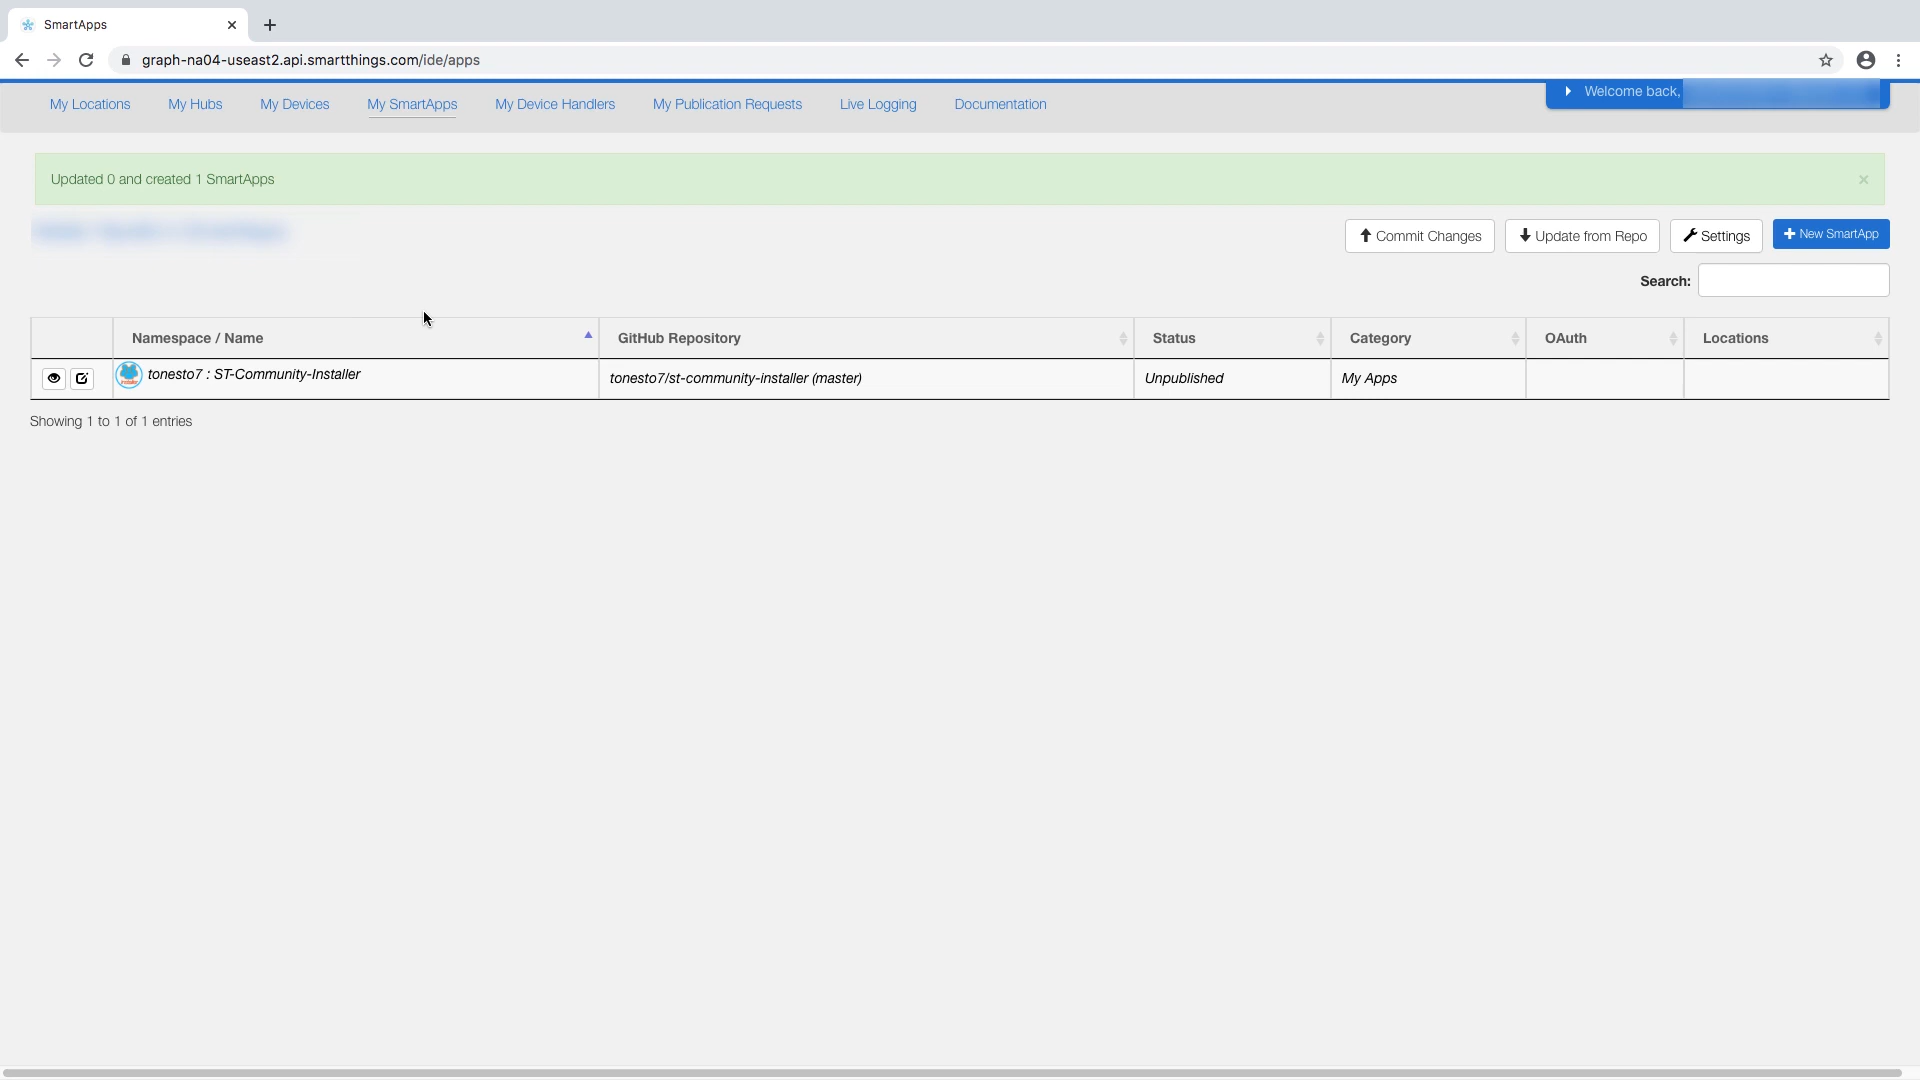 SmartApps
graph-na04-useast2.api.smartthings.com/ide/apps
My Locations My Hubs My Devices My SmartApps My Device Handlers My Publication Requests Live Logging Documentation
Welcome back,
Updated 0 and created 1 SmartApps
Commit Changes Update from Repo Settings New SmartApp
Search:
Namespace / Name GitHub Repository Status Category OAuth Locations
tonesto7 : ST-Community-Installer tonesto7/st-community-installer (master) Unpublished My Apps
Showing 1 to 1 of 1 entries